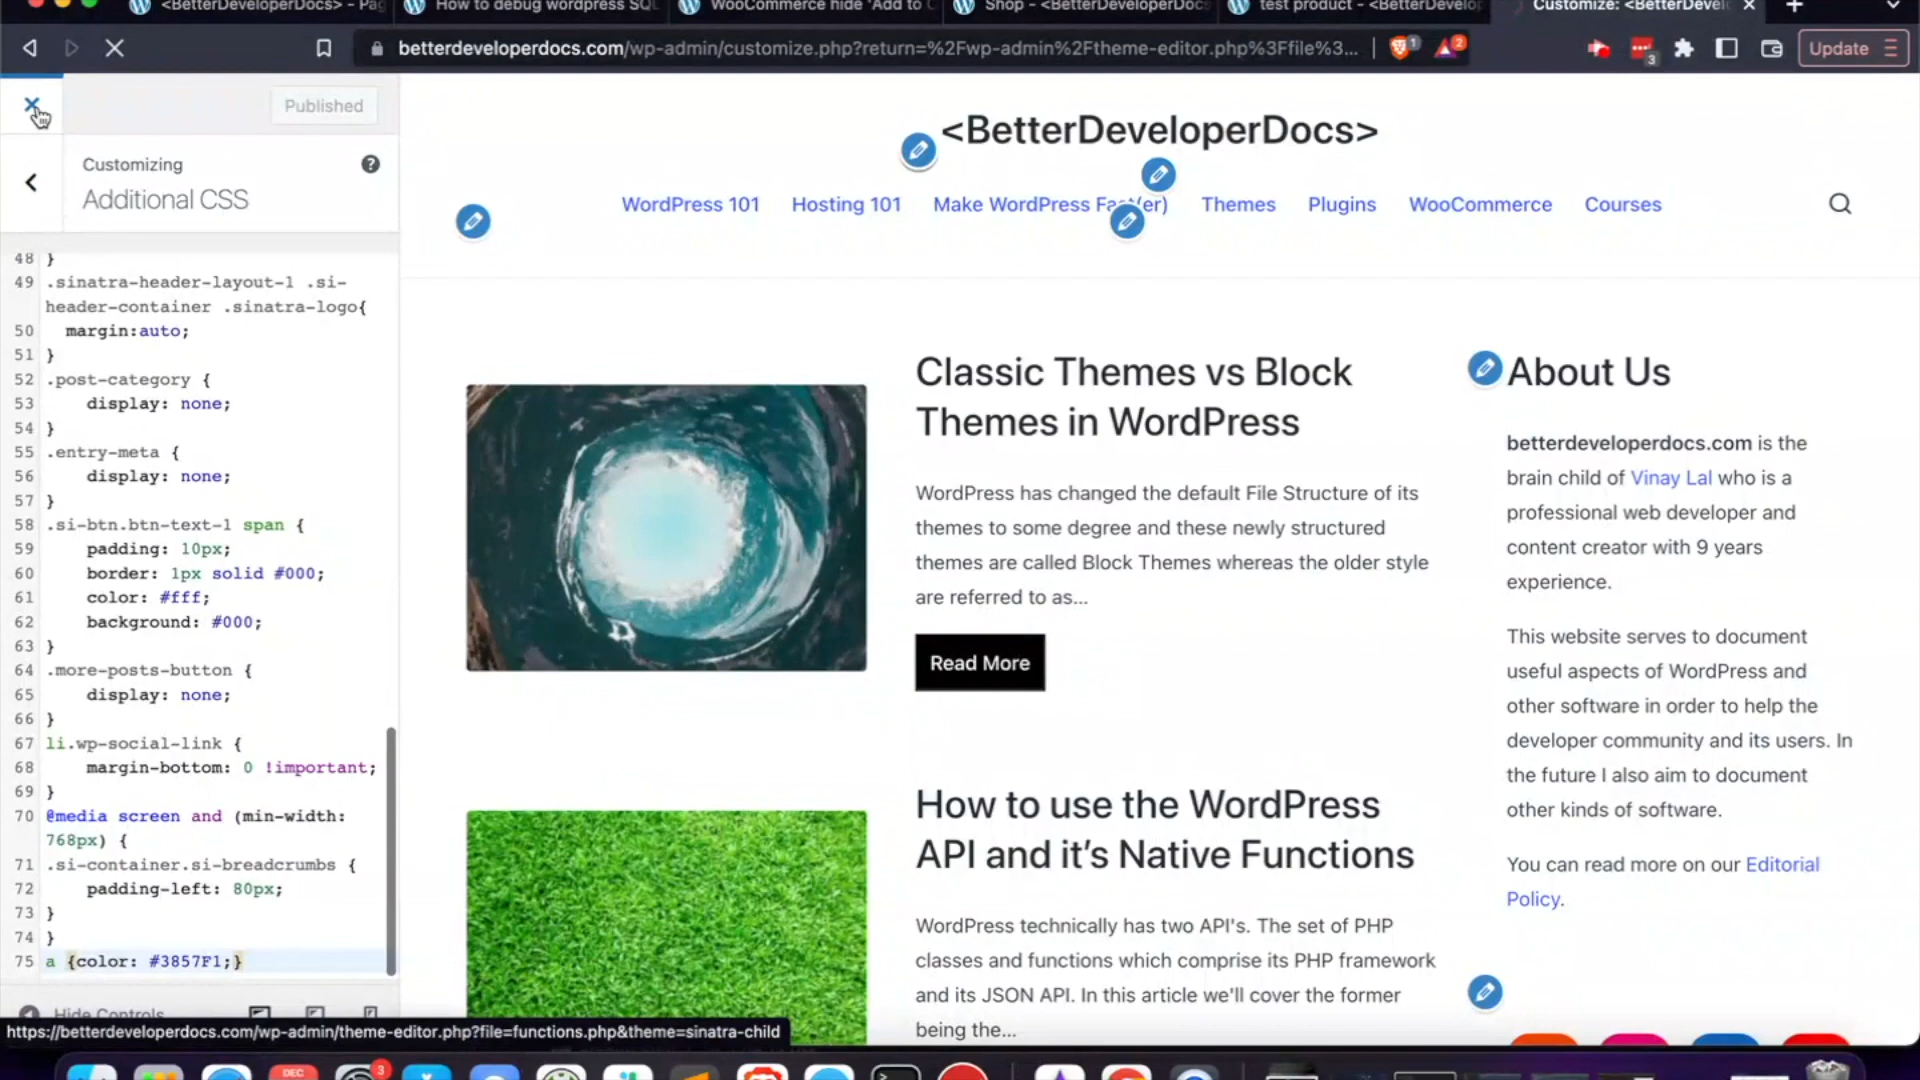 <BetterDeveloperDocs> - Pag
How to debug wordpress SQL
WooCommerce hide 'Add to C
Shop - <BetterDeveloperDocs
test product - <BetterDevelop
Customize: <BetterDevel
betterdeveloperdocs.com/wp-admin/customize.php?return=%2Fwp-admin%2Ftheme-editor.php%3Ffile%3...
1
2
3
Update
Published
Customizing
Additional CSS
48 }
49 .sinatra-header-layout-1 .si-
header-container .sinatra-logo{
50 margin:auto;
51 }
52 .post-category {
53 display: none;
54 }
55 .entry-meta {
56 display: none;
57 }
58 .si-btn.btn-text-1 span {
59 padding: 10px;
60 border: 1px solid #000;
61 color: #fff;
62 background: #000;
63 }
64 .more-posts-button {
65 display: none;
66 }
67 li.wp-social-link {
68 margin-bottom: 0 !important;
69 }
70 @media screen and (min-width:
768px) {
71 .si-container.si-breadcrumbs {
72 padding-left: 80px;
73 }
74 }
75 a {color: #3857F1;}
Hide Controls
https://betterdeveloperdocs.com/wp-admin/theme-editor.php?file=functions.php&theme=sinatra-child
<BetterDeveloperDocs>
WordPress 101 Hosting 101 Make WordPress Fast(er) Themes Plugins WooCommerce Courses
Classic Themes vs Block
Themes in WordPress
WordPress has changed the default File Structure of its
themes to some degree and these newly structured
themes are called Block Themes whereas the older style
are referred to as...
Read More
How to use the WordPress
API and it's Native Functions
WordPress technically has two API's. The set of PHP
classes and functions which comprise its PHP framework
and its JSON API. In this article we'll cover the former
being the...
About Us
betterdeveloperdocs.com is the
brain child of Vinay Lal who is a
professional web developer and
content creator with 9 years
experience.
This website serves to document
useful aspects of WordPress and
other software in order to help the
developer community and its users. In
the future I also aim to document
other kinds of software.
You can read more on our Editorial
Policy.
DEC
3